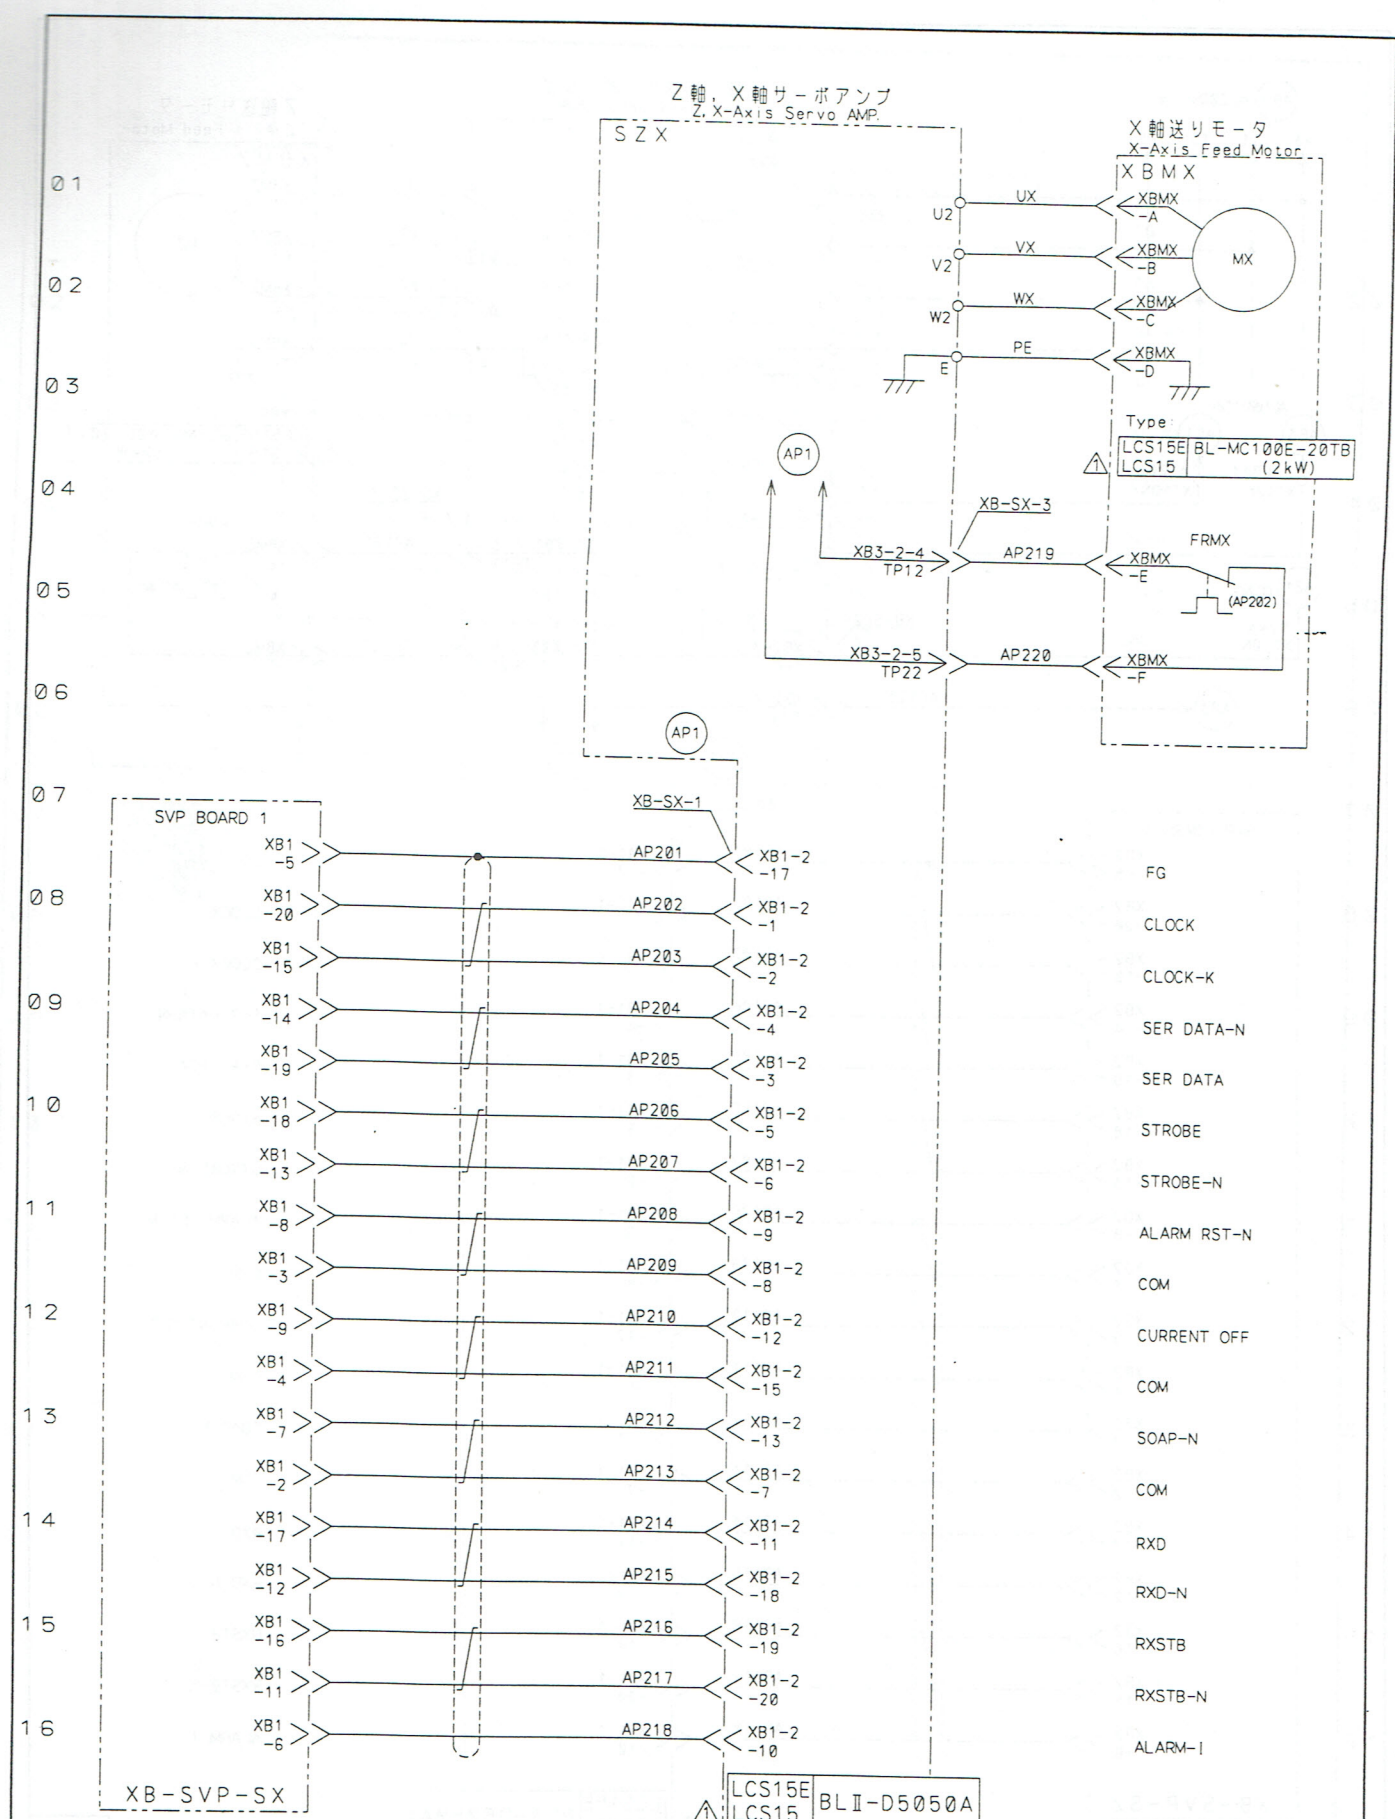 Z軸, X軸サーボアンプ
Z, X-Axis Servo AMP.
SZX
X軸送りモータ
X-Axis Feed Motor
XBMX
01
U2
UX
XBMX
-A
MX
V2
VX
XBMX
-B
02
W2
WX
XBMX
-C
E
PE
XBMX
-D
03
Type
LCS15E
LCS15
BL-MC100E-20TB
(2kW)
1
AP1
04
XB-SX-3
XB3-2-4
TP12
AP219
XBMX
-E
FRMX
(AP202)
05
XB3-2-5
TP22
AP220
XBMX
-F
06
AP1
07
SVP BOARD 1
XB-SX-1
XB1
-5
AP201
XB1-2
-17
FG
08
XB1
-20
AP202
XB1-2
-1
CLOCK
XB1
-15
AP203
XB1-2
-2
CLOCK-K
09
XB1
-14
AP204
XB1-2
-4
SER DATA-N
XB1
-19
AP205
XB1-2
-3
SER DATA
10
XB1
-18
AP206
XB1-2
-5
STROBE
XB1
-13
AP207
XB1-2
-6
STROBE-N
11
XB1
-8
AP208
XB1-2
-9
ALARM RST-N
XB1
-3
AP209
XB1-2
-8
COM
12
XB1
-9
AP210
XB1-2
-12
CURRENT OFF
XB1
-4
AP211
XB1-2
-15
COM
13
XB1
-7
AP212
XB1-2
-13
SOAP-N
XB1
-2
AP213
XB1-2
-7
COM
14
XB1
-17
AP214
XB1-2
-11
RXD
XB1
-12
AP215
XB1-2
-18
RXD-N
15
XB1
-16
AP216
XB1-2
-19
RXSTB
XB1
-11
AP217
XB1-2
-20
RXSTB-N
16
XB1
-6
AP218
XB1-2
-10
ALARM-I
XB-SVP-SX
1
LCS15E
LCS15
BLⅡ-D5050A